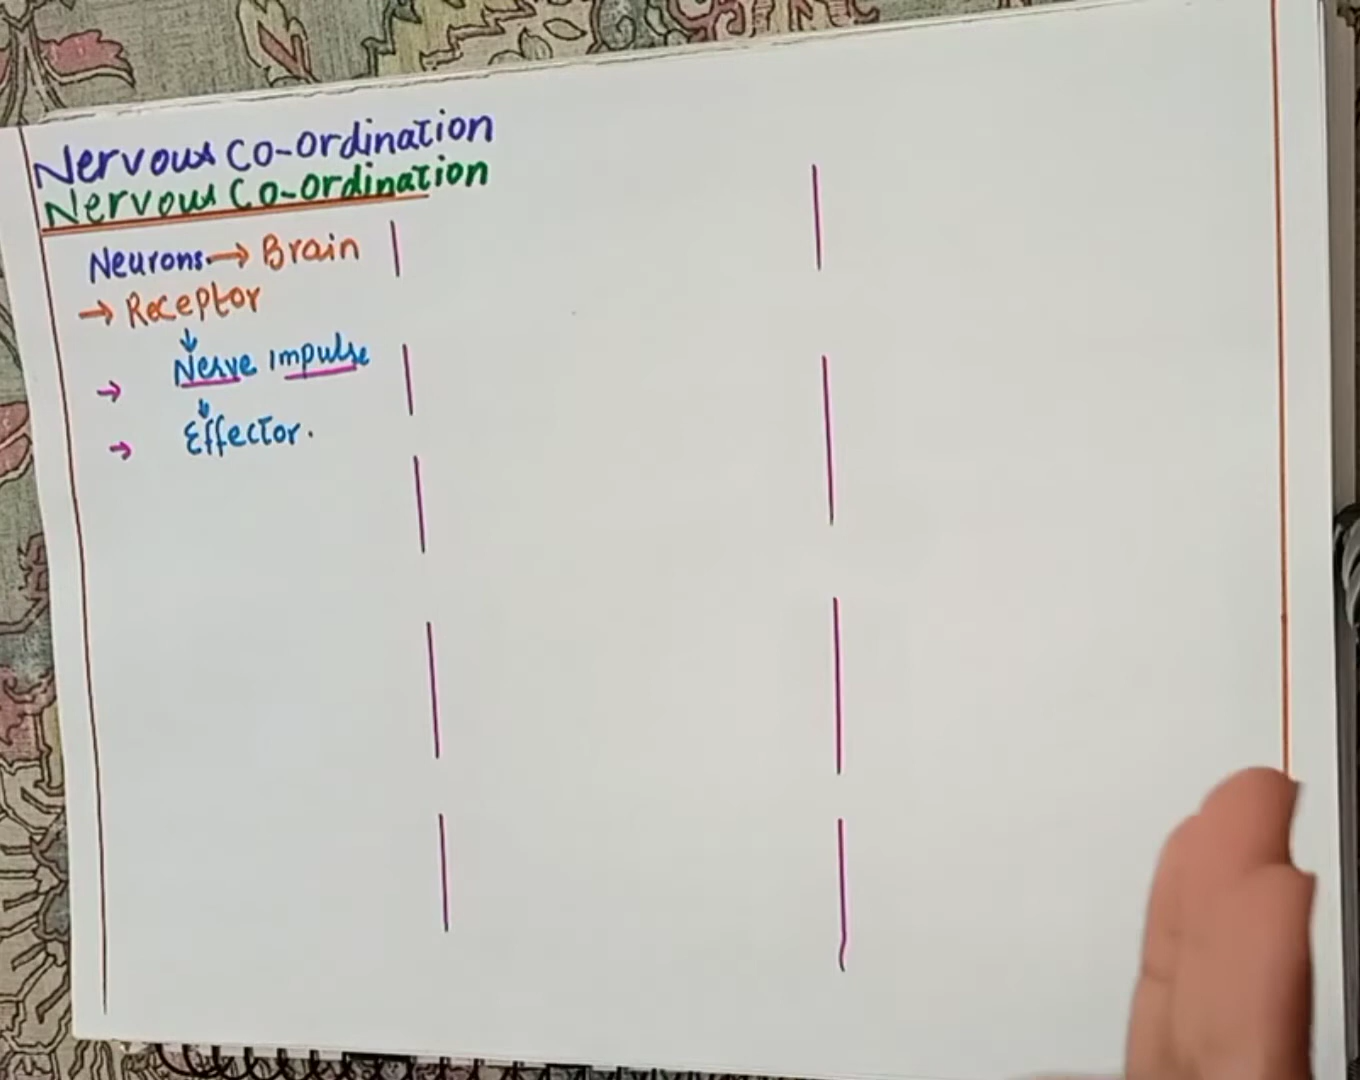 Nervous Co-ordination
Nervous Co-ordination
Neurons → Brain
→ Receptor
↓
→ Nerve impulse
↓
→ Effector.